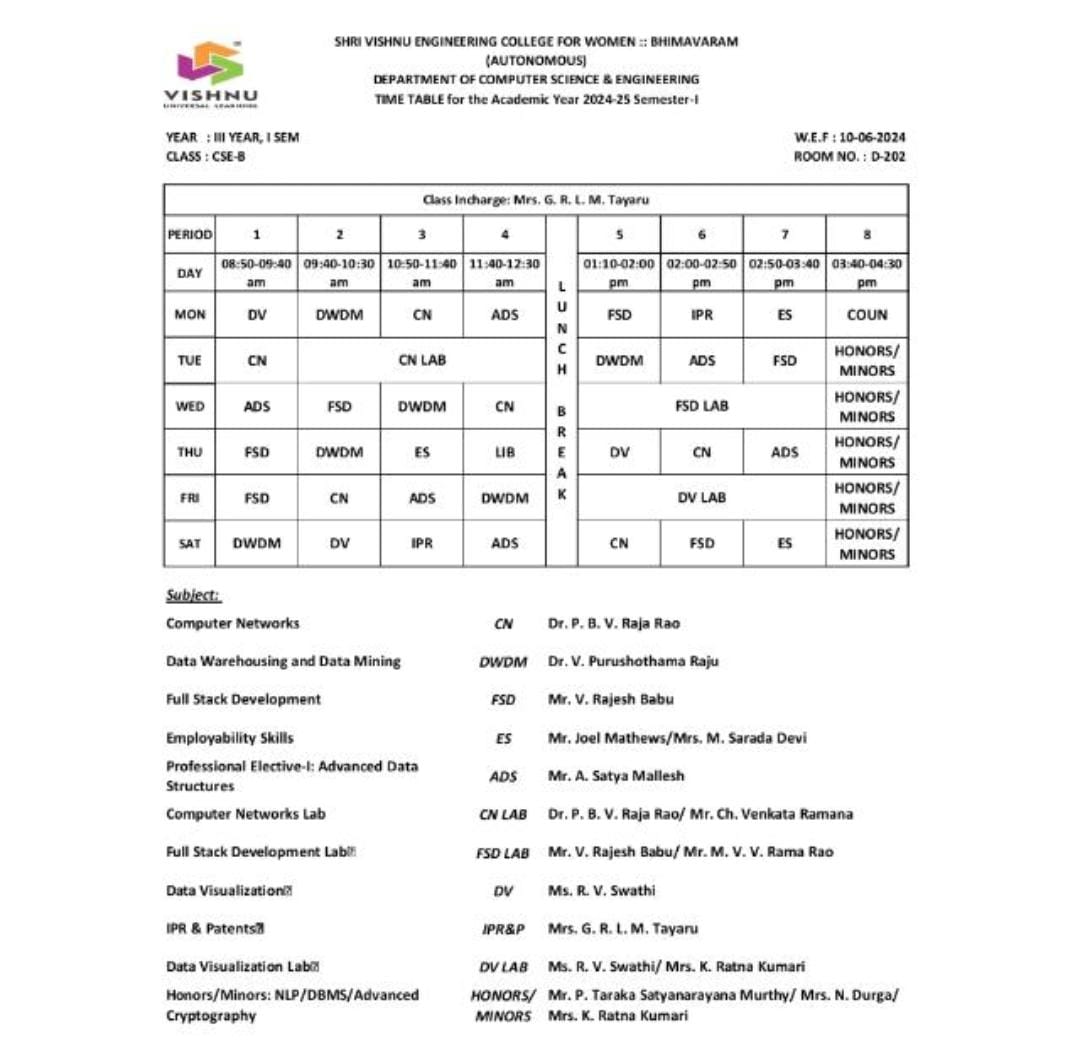 VISHNU
UNIVERSAL LEARNING
SHRI VISHNU ENGINEERING COLLEGE FOR WOMEN :: BHIMAVARAM
(AUTONOMOUS)
DEPARTMENT OF COMPUTER SCIENCE & ENGINEERING
TIME TABLE for the Academic Year 2024-25 Semester-I
YEAR : III YEAR, I SEM W.E.F : 10-06-2024
CLASS : CSE-B ROOM NO. : D-202
Class Incharge: Mrs. G. R. L. M. Tayaru
PERIOD 1 2 3 4 LUNCH BREAK 5 6 7 8
DAY 08:50-09:40 am 09:40-10:30 am 10:50-11:40 am 11:40-12:30 am 01:10-02:00 pm 02:00-02:50 pm 02:50-03:40 pm 03:40-04:30 pm
MON DV DWDM CN ADS FSD IPR ES COUN
TUE CN CN LAB DWDM ADS FSD HONORS/ MINORS
WED ADS FSD DWDM CN FSD LAB HONORS/ MINORS
THU FSD DWDM ES LIB DV CN ADS HONORS/ MINORS
FRI FSD CN ADS DWDM DV LAB HONORS/ MINORS
SAT DWDM DV IPR ADS CN FSD ES HONORS/ MINORS
Subject:
Computer Networks CN Dr. P. B. V. Raja Rao
Data Warehousing and Data Mining DWDM Dr. V. Purushothama Raju
Full Stack Development FSD Mr. V. Rajesh Babu
Employability Skills ES Mr. Joel Mathews/Mrs. M. Sarada Devi
Professional Elective-I: Advanced Data
Structures ADS Mr. A. Satya Mallesh
Computer Networks Lab CN LAB Dr. P. B. V. Raja Rao/ Mr. Ch. Venkata Ramana
Full Stack Development Lab FSD LAB Mr. V. Rajesh Babu/ Mr. M. V. V. Rama Rao
Data Visualization DV Ms. R. V. Swathi
IPR & Patents IPR&P Mrs. G. R. L. M. Tayaru
Data Visualization Lab DV LAB Ms. R. V. Swathi/ Mrs. K. Ratna Kumari
Honors/Minors: NLP/DBMS/Advanced HONORS/ Mr. P. Taraka Satyanarayana Murthy/ Mrs. N. Durga/
Cryptography MINORS Mrs. K. Ratna Kumari